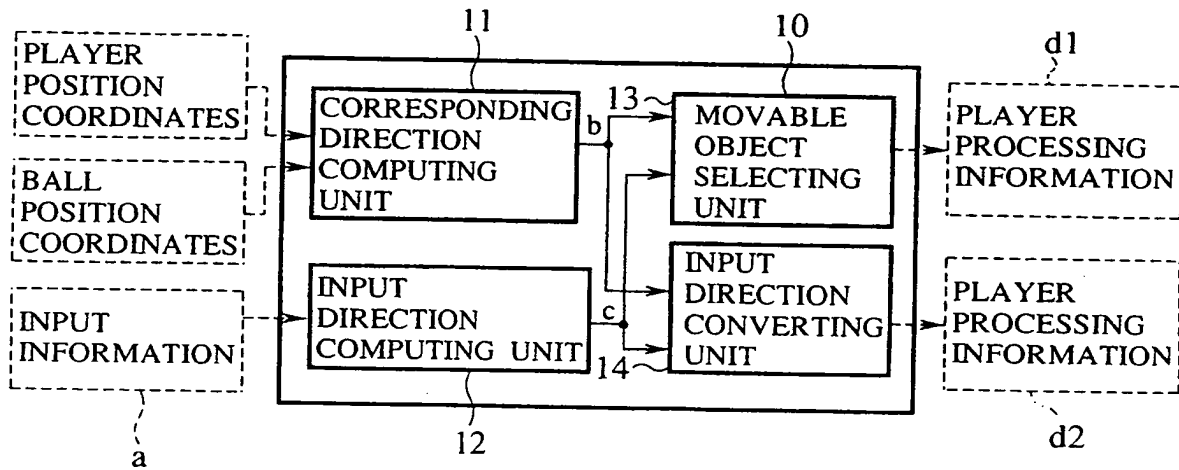 11
10
d1
PLAYER
POSITION
COORDINATES
CORRESPONDING
DIRECTION
COMPUTING
UNIT
b
13
MOVABLE
OBJECT
SELECTING
UNIT
PLAYER
PROCESSING
INFORMATION
BALL
POSITION
COORDINATES
INPUT
INFORMATION
INPUT
DIRECTION
COMPUTING UNIT
c
14
INPUT
DIRECTION
CONVERTING
UNIT
PLAYER
PROCESSING
INFORMATION
a
12
d2